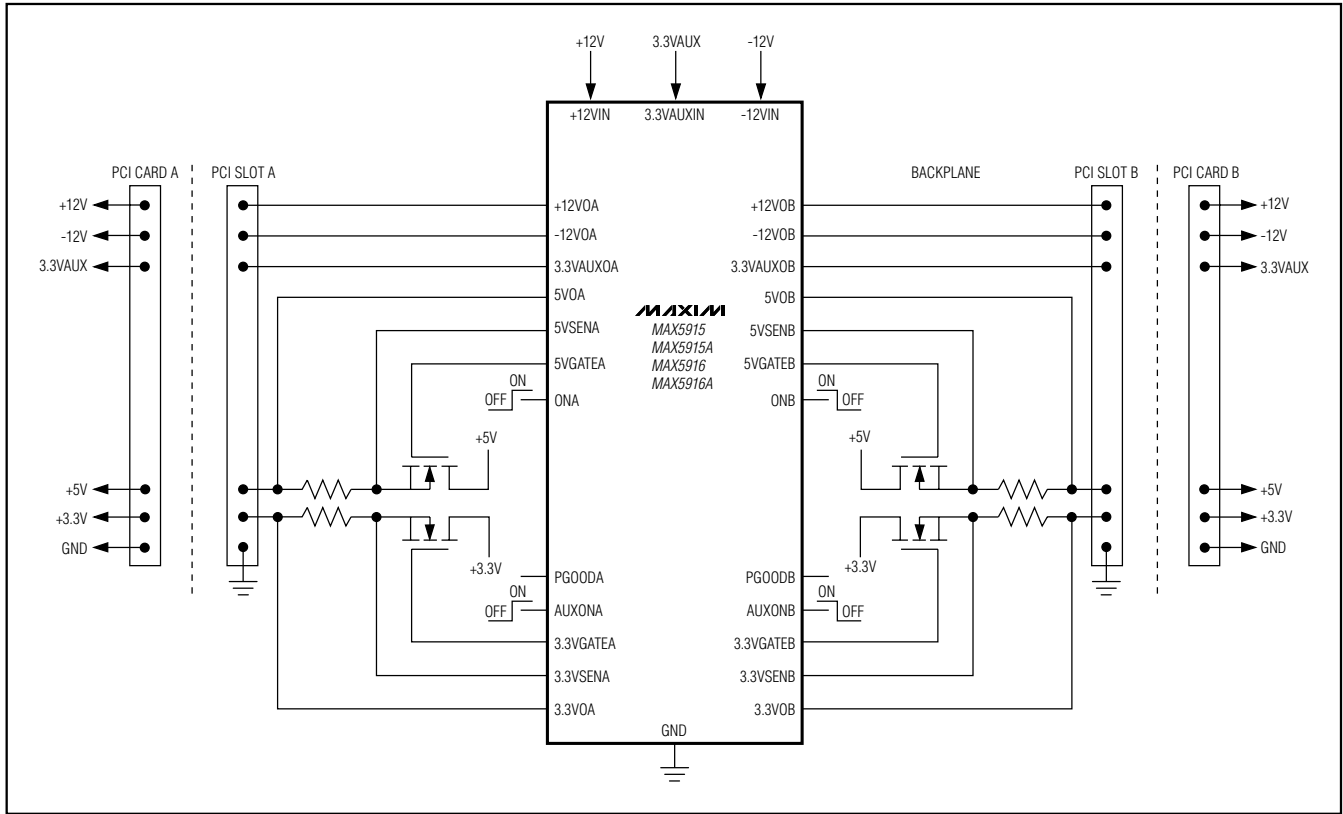 +12V 3.3VAUX -12V
+12VIN 3.3VAUXIN -12VIN
PCI CARD A PCI SLOT A BACKPLANE PCI SLOT B PCI CARD B
+12V +12VOA +12VOB +12V
-12V -12VOA -12VOB -12V
3.3VAUX 3.3VAUXOA 3.3VAUXOB 3.3VAUX
5VOA 5VOB
MAXIM
5VSENA MAX5915 5VSENB
MAX5915A
5VGATEA MAX5916 5VGATEB
MAX5916A
ON ON
OFF ONA ONB OFF
+5V +5V
+5V +5V
+3.3V +3.3V
GND GND
+3.3V +3.3V
PGOODA PGOODB
ON ON
OFF AUXONA AUXONB OFF
3.3VGATEA 3.3VGATEB
3.3VSENA 3.3VSENB
3.3VOA 3.3VOB
GND